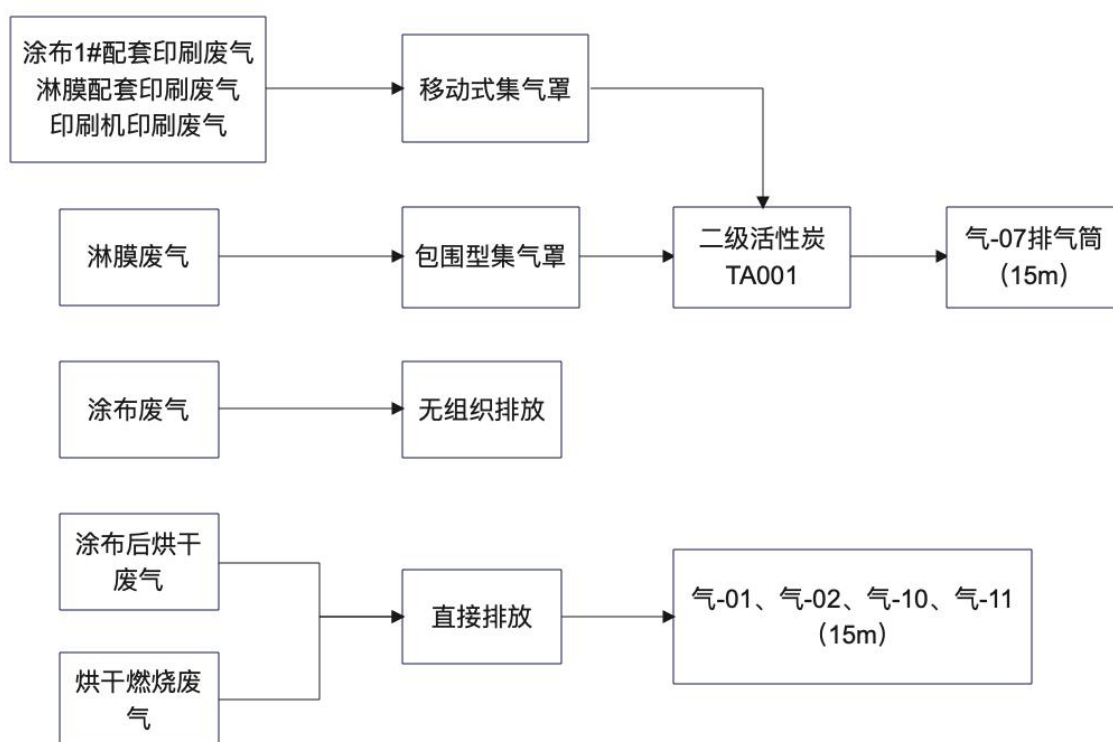 涂布1#配套印刷废气
淋膜配套印刷废气
印刷机印刷废气
移动式集气罩
淋膜废气
包围型集气罩
二级活性炭
TA001
气-07排气筒
（15m）
涂布废气
无组织排放
涂布后烘干
废气
直接排放
气-01、气-02、气-10、气-11
（15m）
烘干燃烧废
气